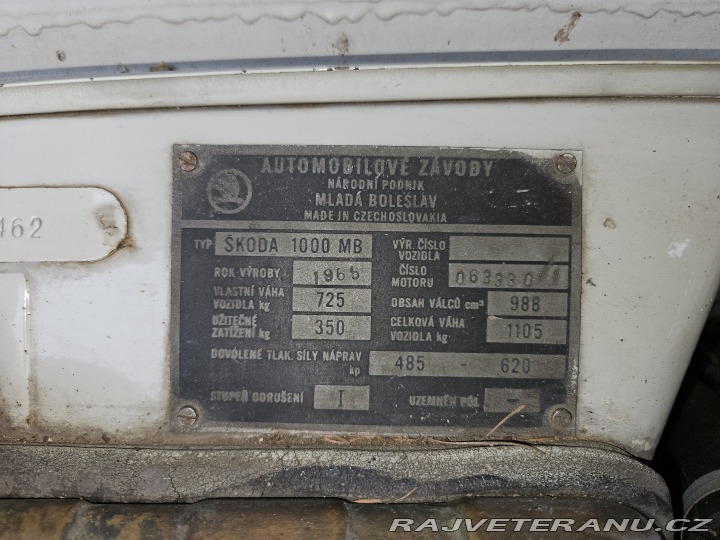 AUTOMOBILOVÉ ZÁVODY
NÁRODNÍ PODNIK
MLADÁ BOLESLAV
MADE IN CZECHOSLOVAKIA
462
TYP ŠKODA 1000 MB
VÝR. ČÍSLO VOZIDLA
ROK VÝROBY 1966
ČÍSLO MOTORU
VLASTNÍ VÁHA VOZIDLA kg 725
OBSAH VÁLCŮ cm³ 988
UŽITEČNÉ ZATÍŽENÍ kg 350
CELKOVÁ VÁHA VOZIDLA kg 1105
DOVOLENÉ TLAK. SÍLY NÁPRAV kp 485 - 620
STUPEŇ ODRUŠENÍ I
UZEMNĚN PÓL -
RAJVETERANU.CZ